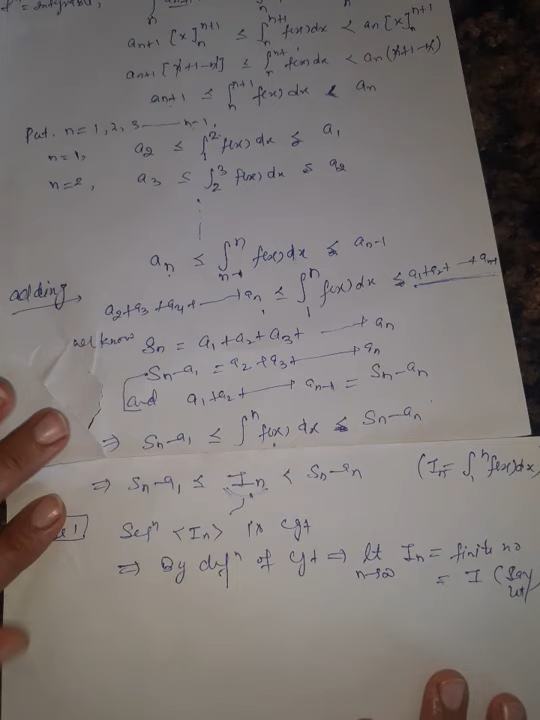 f = integrable, ∫
n n
aₙ₊₁ [x]ₙⁿ⁺¹ ≤ ∫ₙⁿ⁺¹ f(x)dx < aₙ [x]ₙⁿ⁺¹
aₙ₊₁ [n+1-n] ≤ ∫ₙⁿ⁺¹ f(x)dx < aₙ (n+1-n)
aₙ₊₁ ≤ ∫ₙⁿ⁺¹ f(x)dx < aₙ
Put. n = 1, 2, 3 —— n-1,
n=1, a₂ ≤ ∫₁² f(x)dx ≤ a₁
n=2, a₃ ≤ ∫₂³ f(x)dx ≤ a₂
aₙ ≤ ∫ₙ₋₁ⁿ f(x)dx ≤ aₙ₋₁
adding, a₂+a₃+a₄+ —— +aₙ ≤ ∫₁ⁿ f(x)dx ≤ a₁+a₂+ —+aₙ₋₁
know Sₙ = a₁+a₂+a₃+ —— + aₙ
Sₙ-a₁ = a₂+a₃+ —— + aₙ
and a₁+a₂+ —— + aₙ₋₁ = Sₙ-aₙ
⇒ Sₙ-a₁ ≤ ∫₁ⁿ f(x)dx ≤ Sₙ-aₙ
⇒ Sₙ-a₁ ≤ Iₙ < Sₙ-aₙ (Iₙ = ∫₁ⁿ f(x)dx)
1 Seqⁿ <Iₙ> is cgt
⇒ By defⁿ of cgt ⇒ lt n→∞ Iₙ = finite no
= I (Say